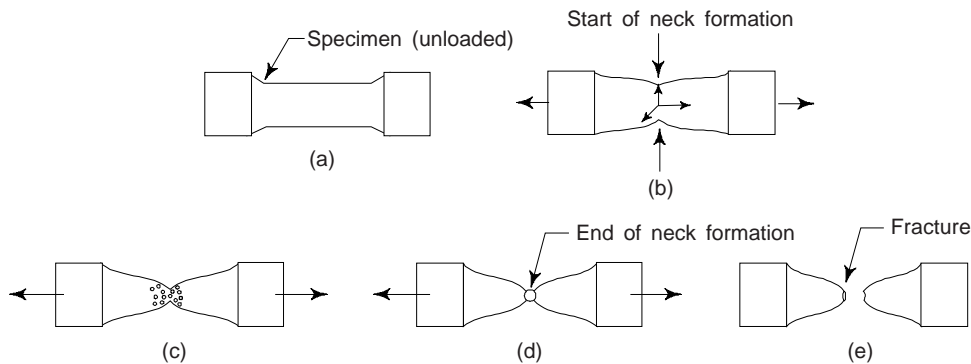 Specimen (unloaded)
(a)
Start of neck formation
(b)
(c)
End of neck formation
(d)
Fracture
(e)